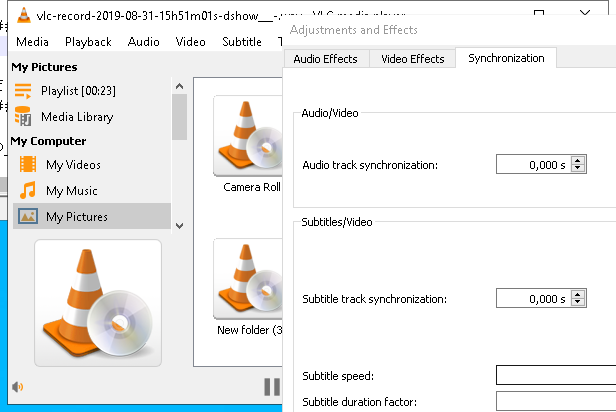 vlc-record-2019-08-31-15h51m01s-dshow__-.wav - VLC media player
Media Playback Audio Video Subtitle
My Pictures
Playlist [00:23]
Media Library
My Computer
My Videos
My Music
My Pictures
Camera Roll
New folder (3
Adjustments and Effects
Audio Effects Video Effects Synchronization
Audio/Video
Audio track synchronization: 0,000 s
Subtitles/Video
Subtitle track synchronization: 0,000 s
Subtitle speed:
Subtitle duration factor: